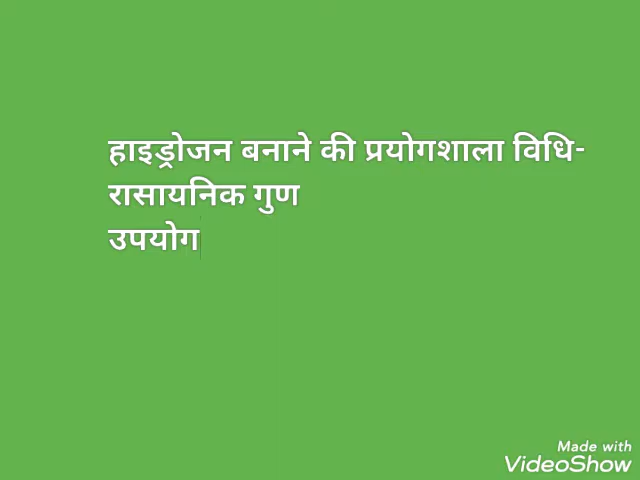 हाइड्रोजन बनाने की प्रयोगशाला विधि-
रासायनिक गुण
उपयोग
Made with
VideoShow